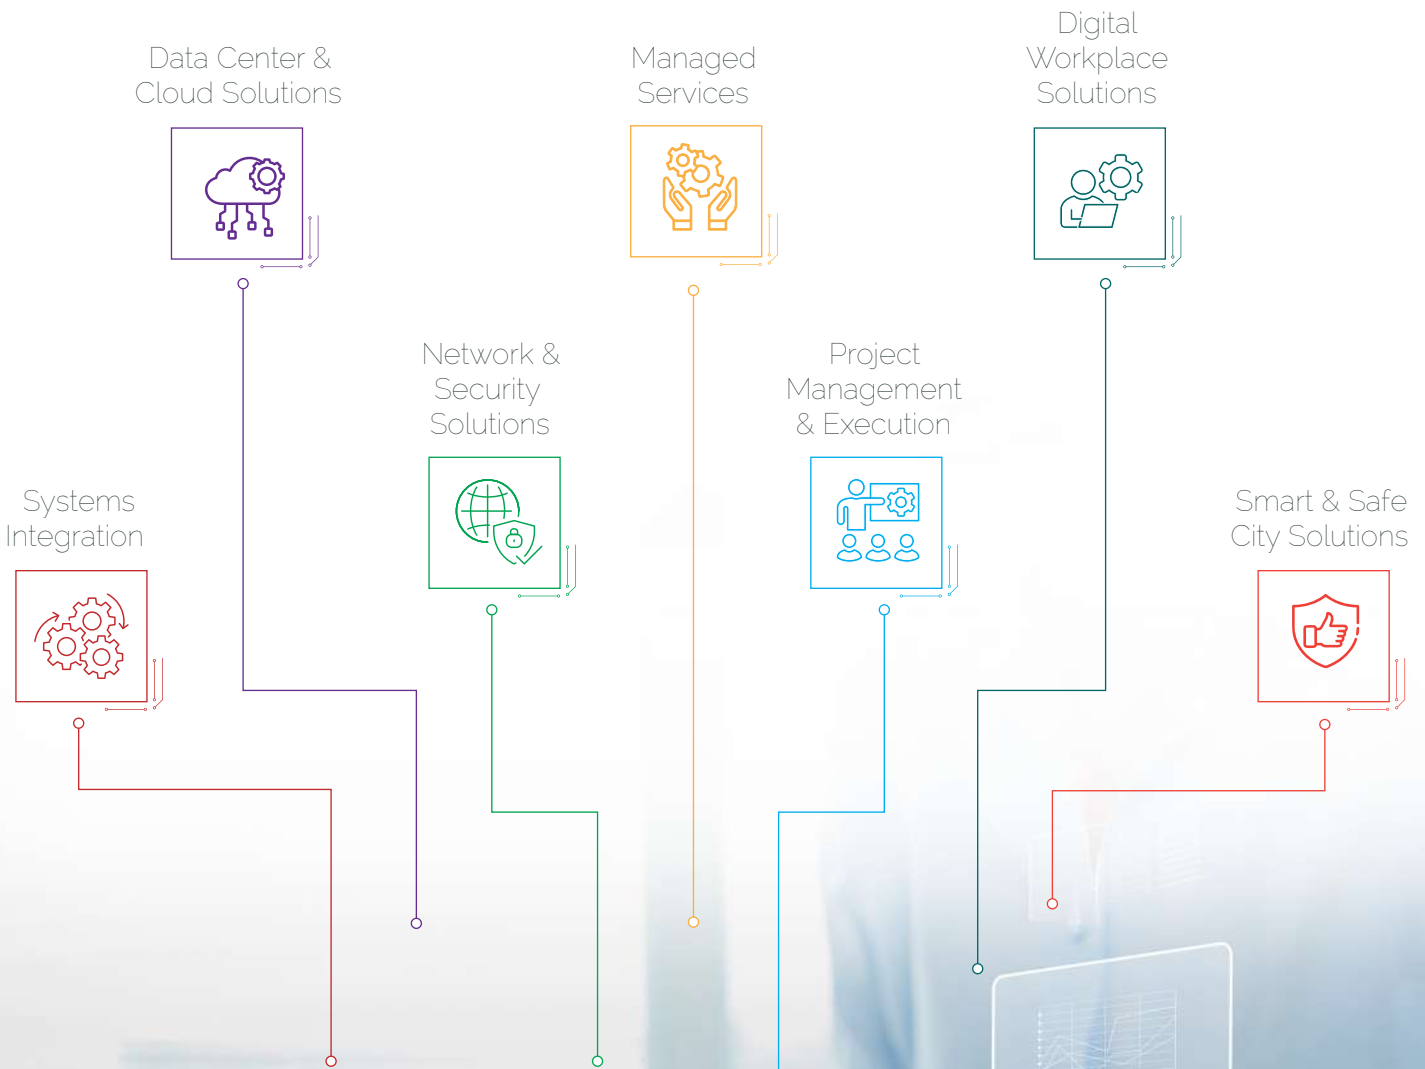 Data Center &
Cloud Solutions
Managed
Services
Digital
Workplace
Solutions
Network &
Security
Solutions
Project
Management
& Execution
Systems
Integration
Smart & Safe
City Solutions